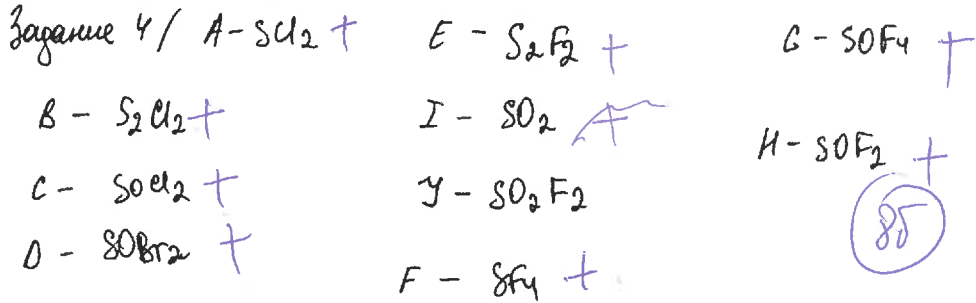 Задание 4/ A - SCl2 +
B - S2Cl2 +
C - SOCl2 +
D - SOBr2 +
E - S2F2 +
I - SO2 +
Y - SO2F2
F - SF4 +
G - SOF4 +
H - SOF2 +
8б